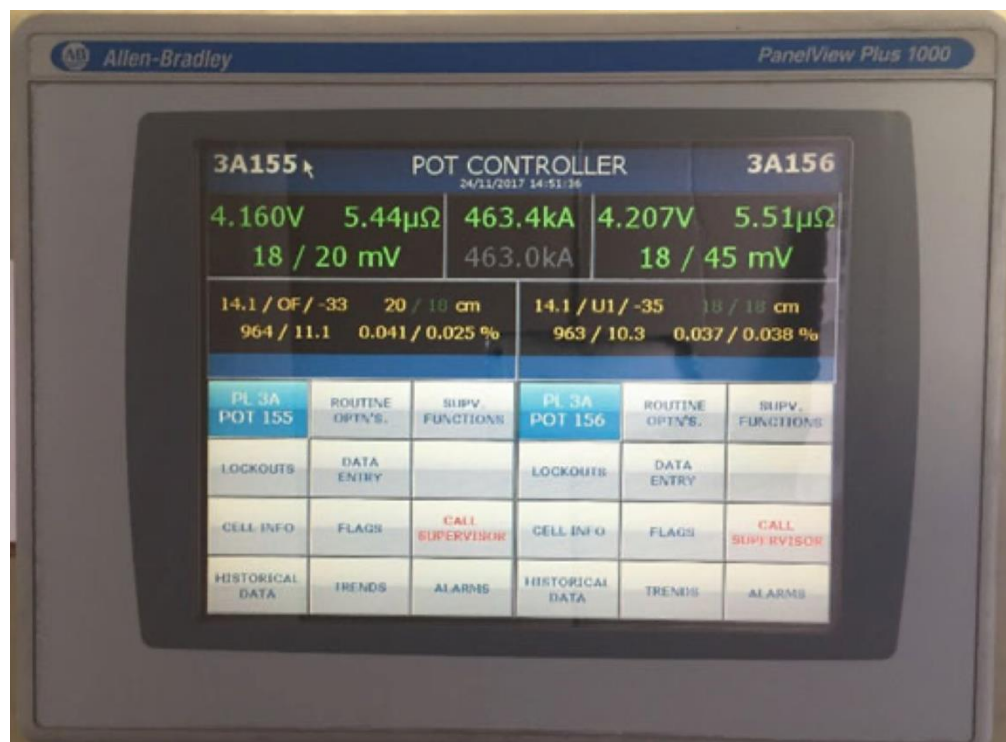 AB Allen-Bradley PanelView Plus 1000
3A155 POT CONTROLLER 3A156
24/11/2017 14:51:36
4.160V 5.44µΩ 463.4kA 4.207V 5.51µΩ
18 / 20 mV 463.0kA 18 / 45 mV
14.1 / OF / -33 20 / 18 cm 14.1 / U1 / -35 18 / 18 cm
964 / 11.1 0.041 / 0.025 % 963 / 10.3 0.037 / 0.038 %
PL 3A ROUTINE SUPV. PL 3A ROUTINE SUPV.
POT 155 OPTN'S. FUNCTIONS POT 156 OPTN'S. FUNCTIONS
LOCKOUTS DATA LOCKOUTS DATA
ENTRY ENTRY
CELL INFO FLAGS CALL CELL INFO FLAGS CALL
SUPERVISOR SUPERVISOR
HISTORICAL TRENDS ALARMS HISTORICAL TRENDS ALARMS
DATA DATA